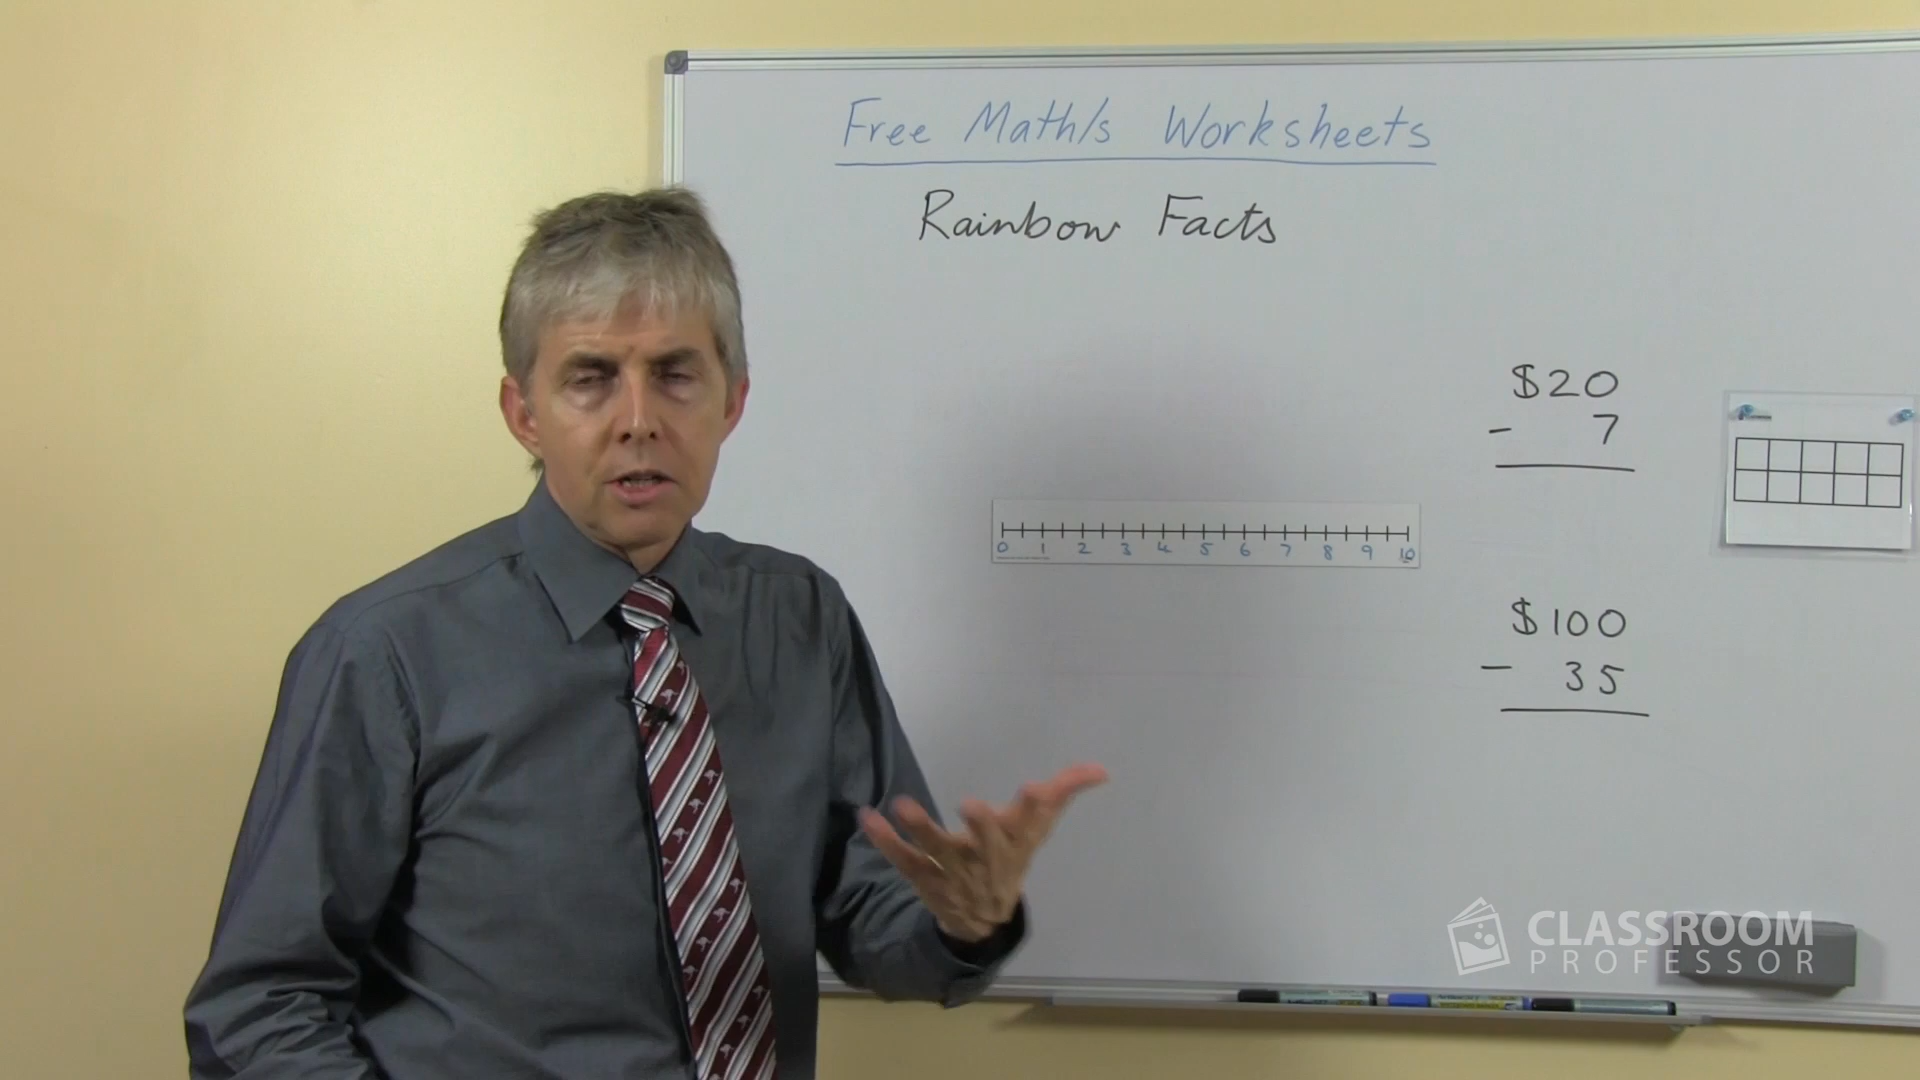 Free Math/s Worksheets
Rainbow Facts
$20
- 7
0 1 2 3 4 5 6 7 8 9 10
$100
- 35
CLASSROOM
PROFESSOR